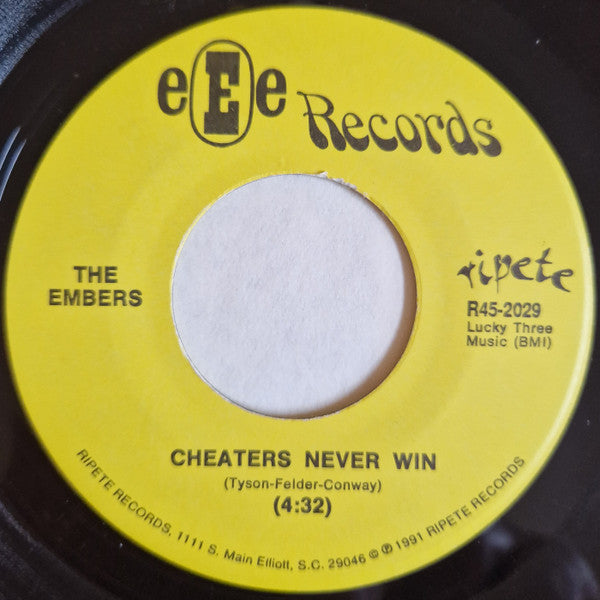 eEe Records
THE
EMBERS
ripete
R45-2029
Lucky Three
Music (BMI)
CHEATERS NEVER WIN
(Tyson-Felder-Conway)
(4:32)
RIPETE RECORDS, 1111 S. Main Elliott, S.C. 29046 © ℗ 1991 RIPETE RECORDS